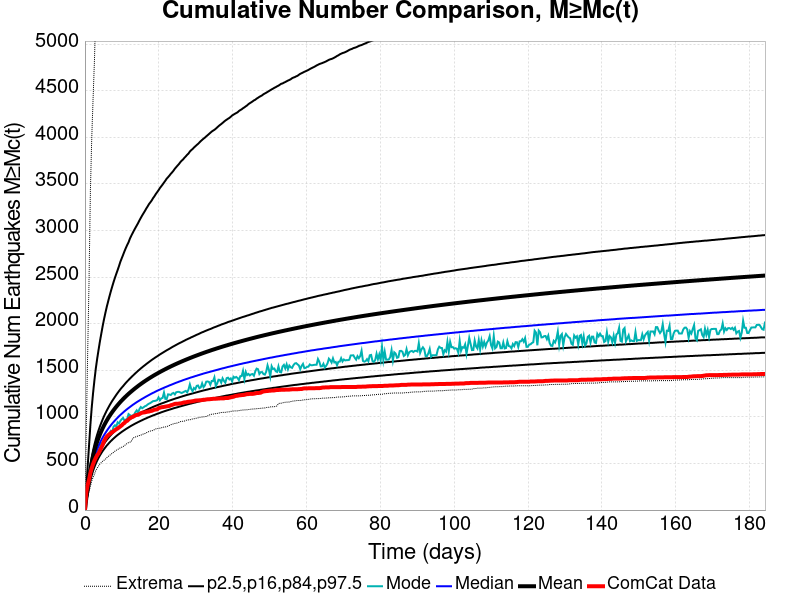 Cumulative Number Comparison, M≥Mc(t)
Cumulative Num Earthquakes M≥Mc(t)
5000
4500
4000
3500
3000
2500
2000
1500
1000
500
0
0 20 40 60 80 100 120 140 160 180
Time (days)
Extrema p2.5,p16,p84,p97.5 Mode Median Mean ComCat Data